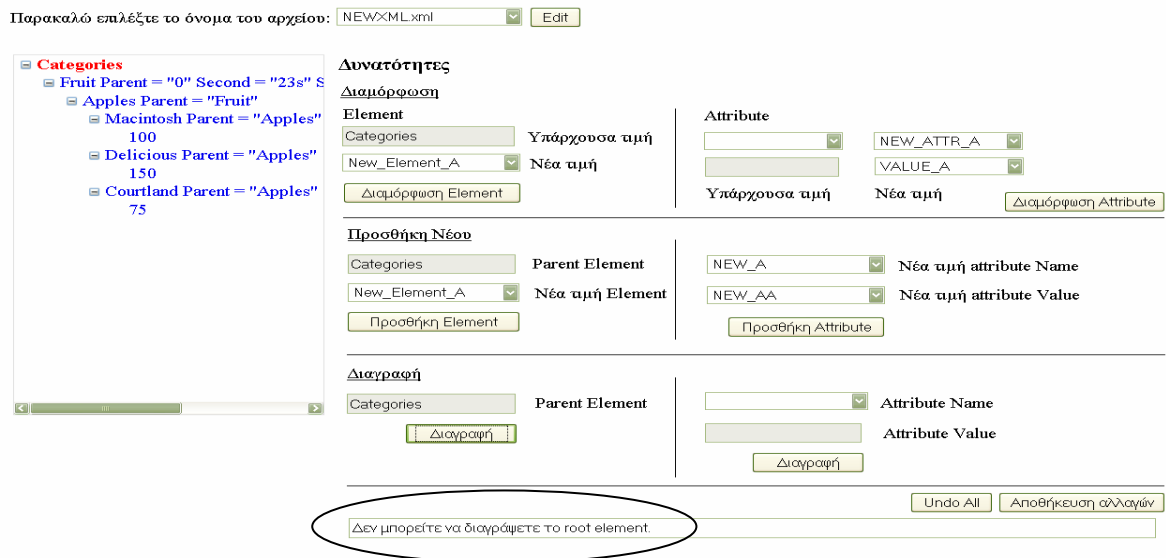 Παρακαλώ επιλέξτε το όνομα του αρχείου: NEWXML.xml Edit
Categories
Fruit Parent = "0" Second = "23s" S
Apples Parent = "Fruit"
Macintosh Parent = "Apples"
100
Delicious Parent = "Apples"
150
Courtland Parent = "Apples"
75
Δυνατότητες
Διαμόρφωση
Element
Categories Υπάρχουσα τιμή
New_Element_A Νέα τιμή
Διαμόρφωση Element
Attribute
NEW_ATTR_A
VALUE_A
Υπάρχουσα τιμή Νέα τιμή Διαμόρφωση Attribute
Προσθήκη Νέου
Categories Parent Element
New_Element_A Νέα τιμή Element
Προσθήκη Element
NEW_A Νέα τιμή attribute Name
NEW_AA Νέα τιμή attribute Value
Προσθήκη Attribute
Διαγραφή
Categories Parent Element
Διαγραφή
Attribute Name
Attribute Value
Διαγραφή
Undo All Αποθήκευση αλλαγών
Δεν μπορείτε να διαγράψετε το root element.